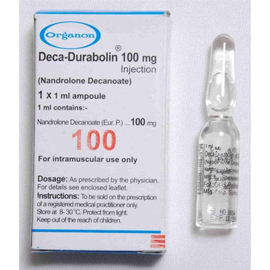 Organon
Deca-Durabolin® 100 mg
Injection
(Nandrolone Decanoate)
1 X 1 ml ampoule
1 ml contains:-
Nandrolone Decanoate (Eur. P.)... 100 mg
100
For intramuscular use only
Dosage: As prescribed by the physician.
For details see enclosed leaflet.
Instructions: To be sold on the prescription
of a registered medical practitioner only.
Store at 8- 30°C. Protect from light.
Keep out of the reach of children.